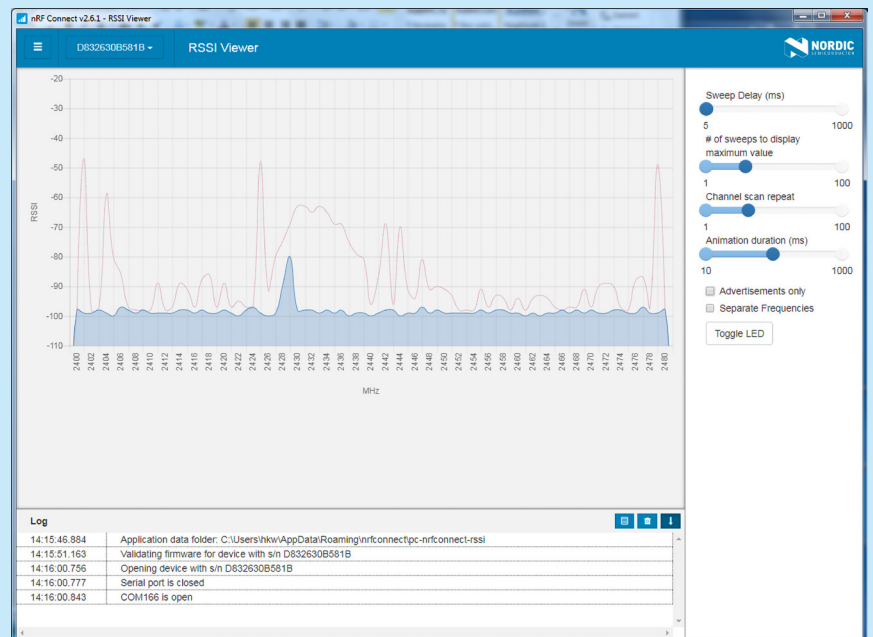 nRF Connect v2.6.1 - RSSI Viewer
D832630B581B
RSSI Viewer
NORDIC
SEMICONDUCTOR
-20
-30
-40
-50
-60
-70
-80
-90
-100
-110
RSSI
2400 2402 2404 2406 2408 2410 2412 2414 2416 2418 2420 2422 2424 2426 2428 2430 2432 2434 2436 2438 2440 2442 2444 2446 2448 2450 2452 2454 2456 2458 2460 2462 2464 2466 2468 2470 2472 2474 2476 2478 2480
MHz
Sweep Delay (ms)
5 1000
# of sweeps to display
maximum value
1 100
Channel scan repeat
1 100
Animation duration (ms)
10 1000
Advertisements only
Separate Frequencies
Toggle LED
Log
14:15:46.884 Application data folder: C:\Users\hkw\AppData\Roaming\nrfconnect\pc-nrfconnect-rssi
14:15:51.163 Validating firmware for device with s/n D832630B581B
14:16:00.756 Opening device with s/n D832630B581B
14:16:00.777 Serial port is closed
14:16:00.843 COM166 is open